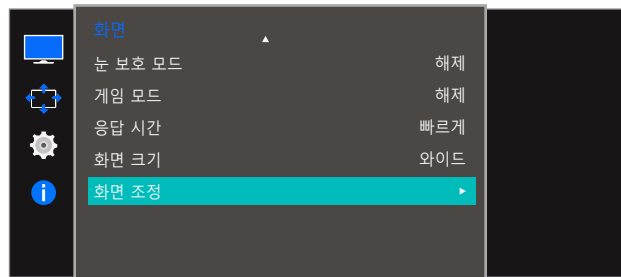 화면
눈 보호 모드 해제
게임 모드 해제
응답 시간 빠르게
화면 크기 와이드
화면 조정